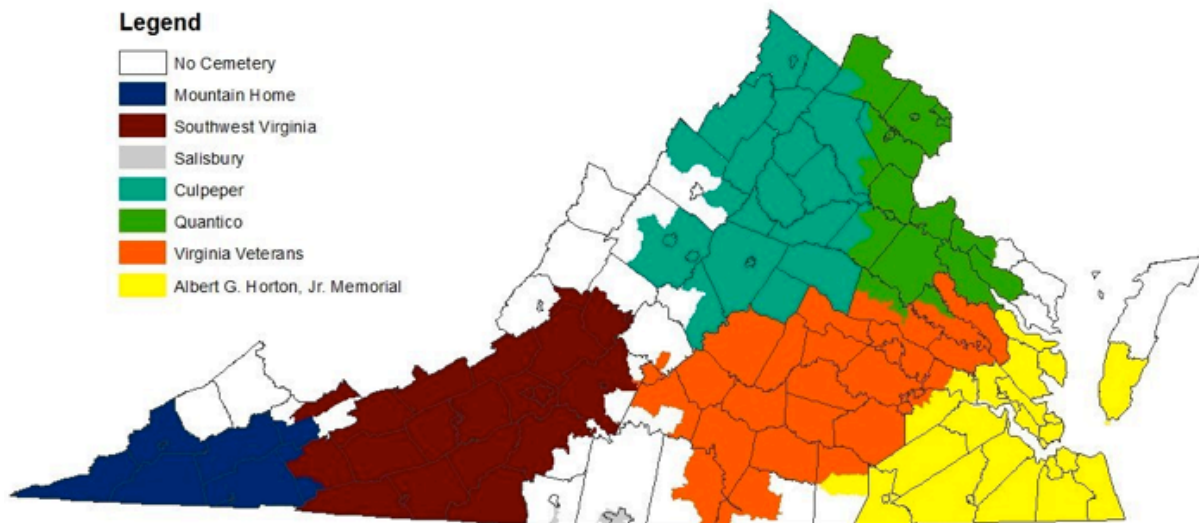 Legend
No Cemetery
Mountain Home
Southwest Virginia
Salisbury
Culpeper
Quantico
Virginia Veterans
Albert G. Horton, Jr. Memorial